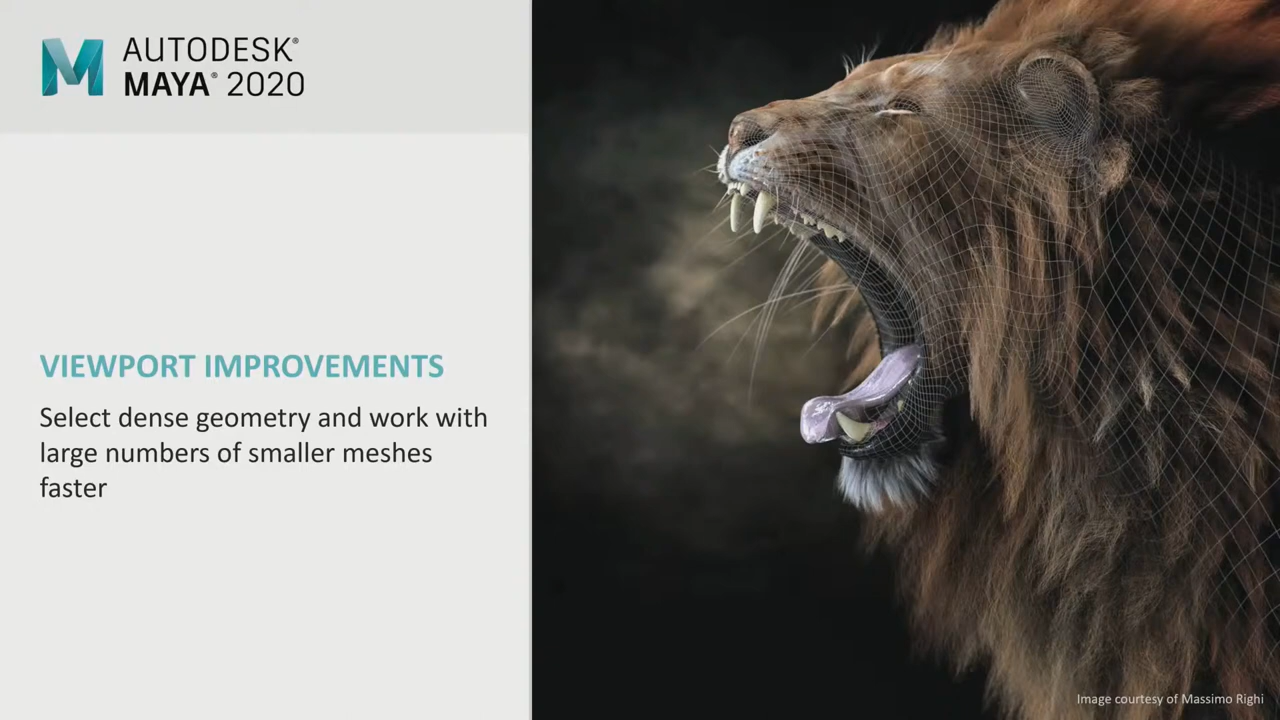 AUTODESK®
MAYA® 2020
VIEWPORT IMPROVEMENTS
Select dense geometry and work with
large numbers of smaller meshes
faster
Image courtesy of Massimo Righi